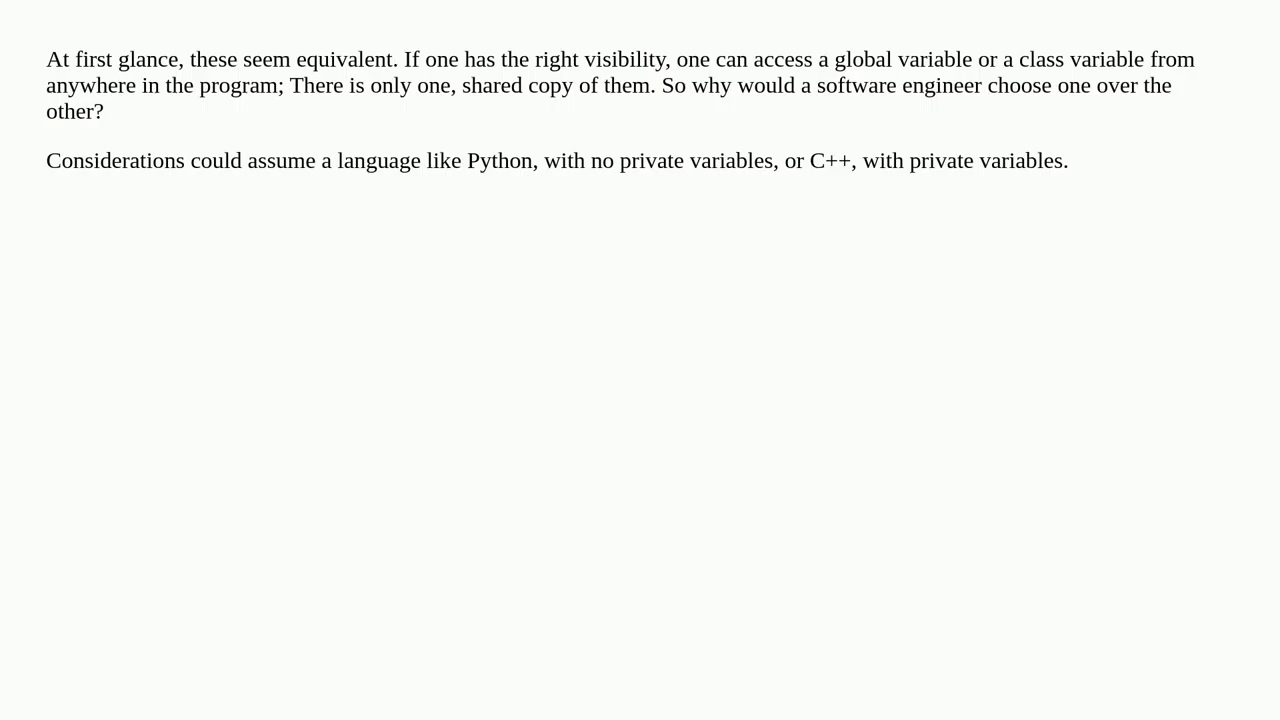 At first glance, these seem equivalent. If one has the right visibility, one can access a global variable or a class variable from
anywhere in the program; There is only one, shared copy of them. So why would a software engineer choose one over the
other?
Considerations could assume a language like Python, with no private variables, or C++, with private variables.